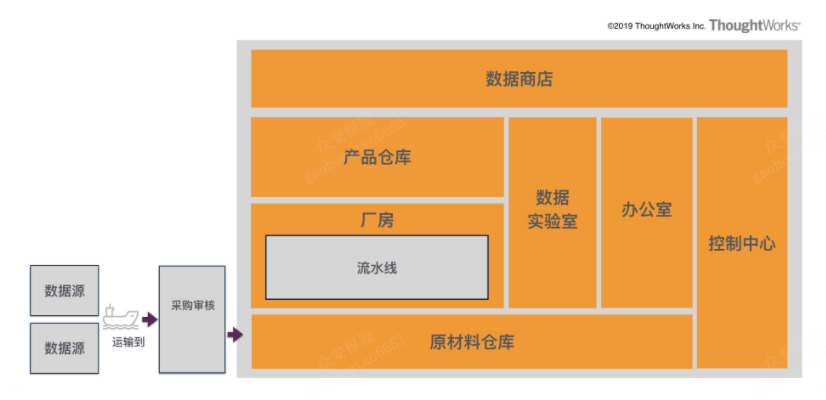 ©2019 ThoughtWorks Inc. ThoughtWorks
数据商店
产品仓库
厂房
流水线
数据
实验室
办公室
控制中心
数据源
数据源
运输到
采购审核
原材料仓库